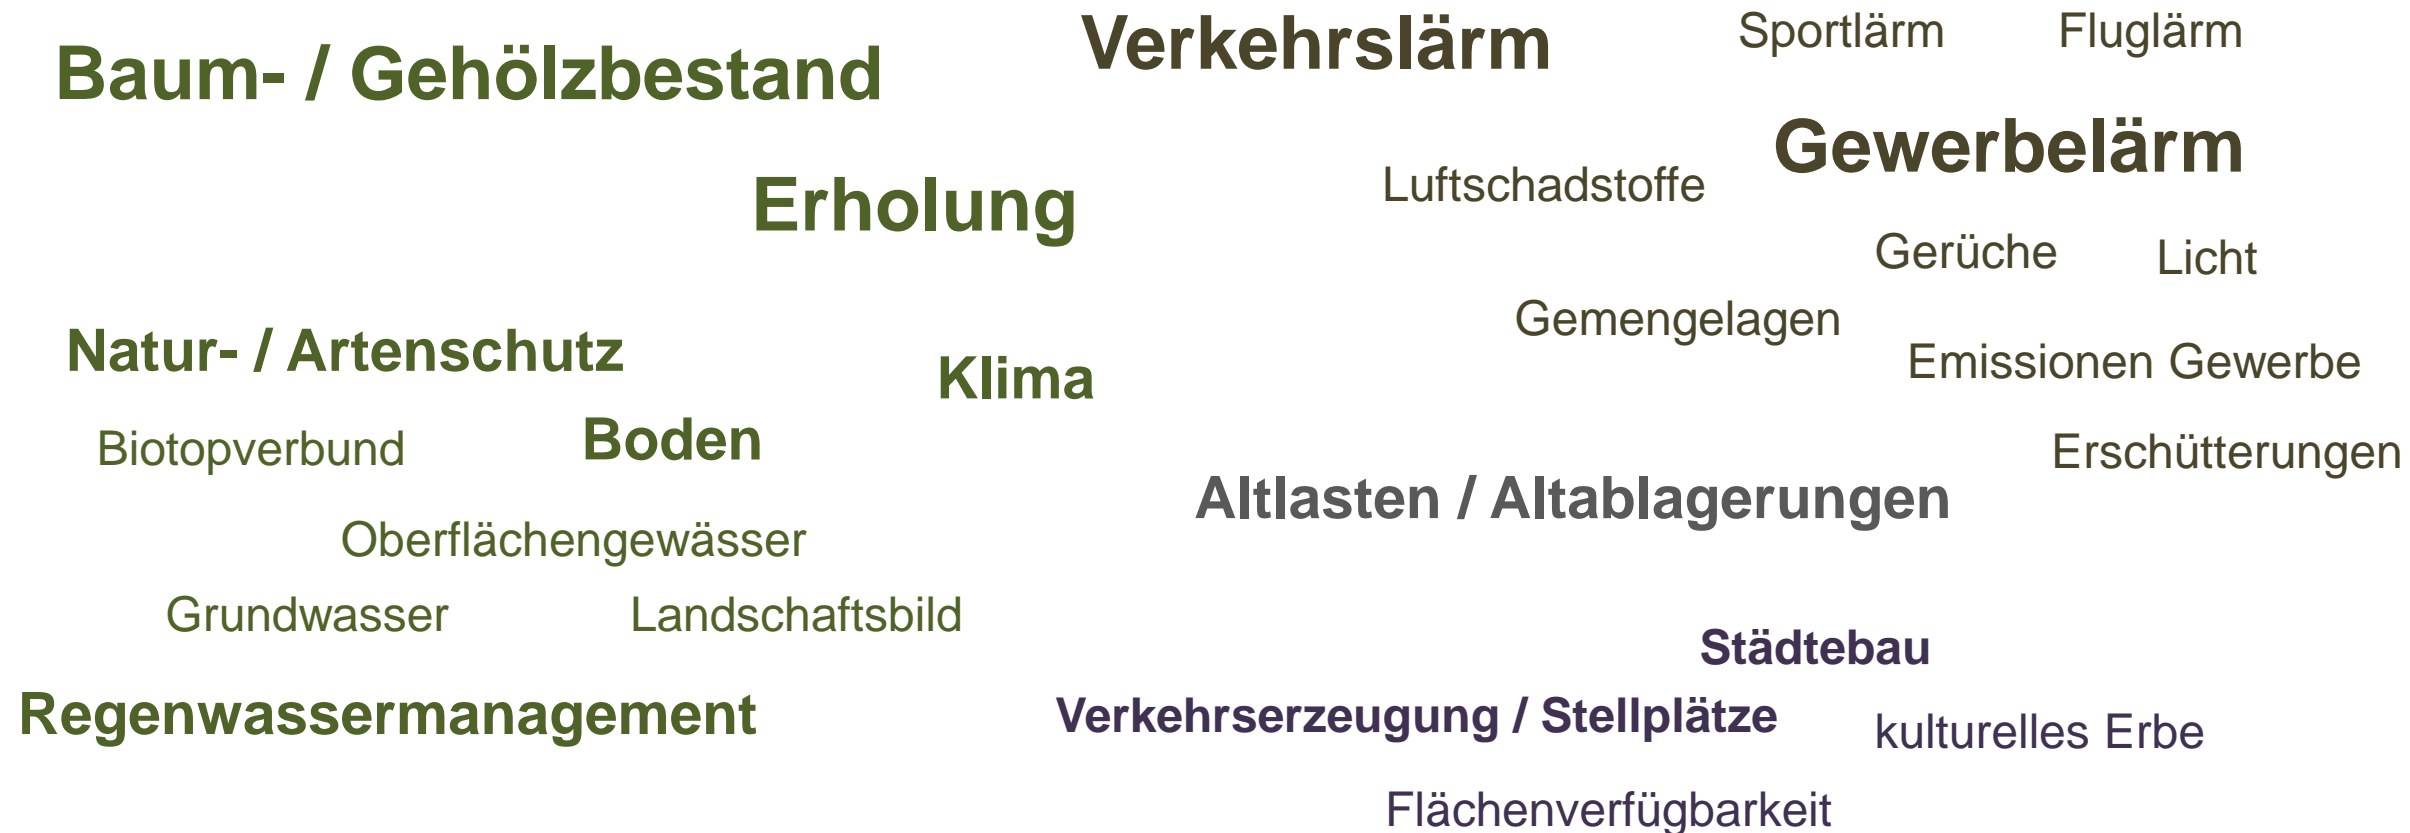 Baum- / Gehölzbestand
Erholung
Natur- / Artenschutz
Klima
Biotopverbund
Boden
Oberflächengewässer
Grundwasser
Landschaftsbild
Regenwassermanagement
Verkehrslärm
Sportlärm
Fluglärm
Gewerbelärm
Luftschadstoffe
Gerüche
Licht
Gemengelagen
Emissionen Gewerbe
Erschütterungen
Altlasten / Altablagerungen
Städtebau
Verkehrserzeugung / Stellplätze
kulturelles Erbe
Flächenverfügbarkeit